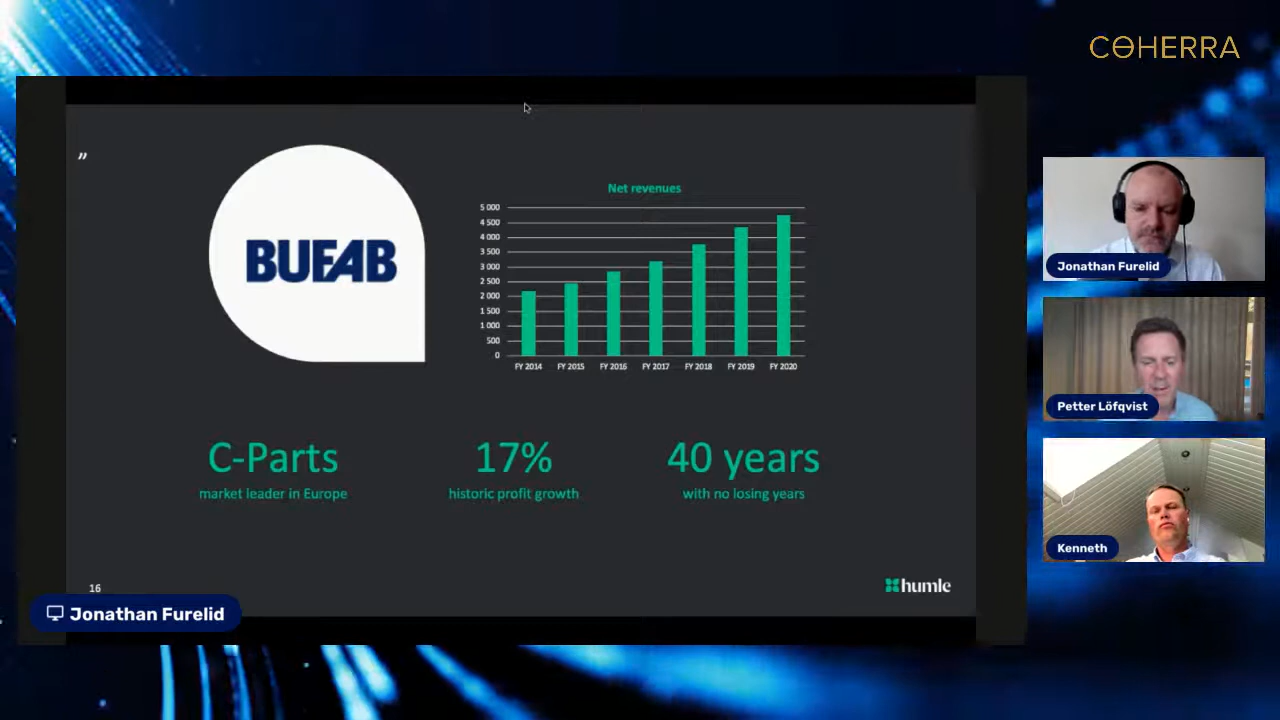 COHERRA
”
BUFAB
Net revenues
5 000
4 500
4 000
3 500
3 000
2 500
2 000
1 500
1 000
500
0
FY 2014 FY 2015 FY 2016 FY 2017 FY 2018 FY 2019 FY 2020
C-Parts
market leader in Europe
17%
historic profit growth
40 years
with no losing years
16
humle
Jonathan Furelid
Jonathan Furelid
Petter Löfqvist
Kenneth